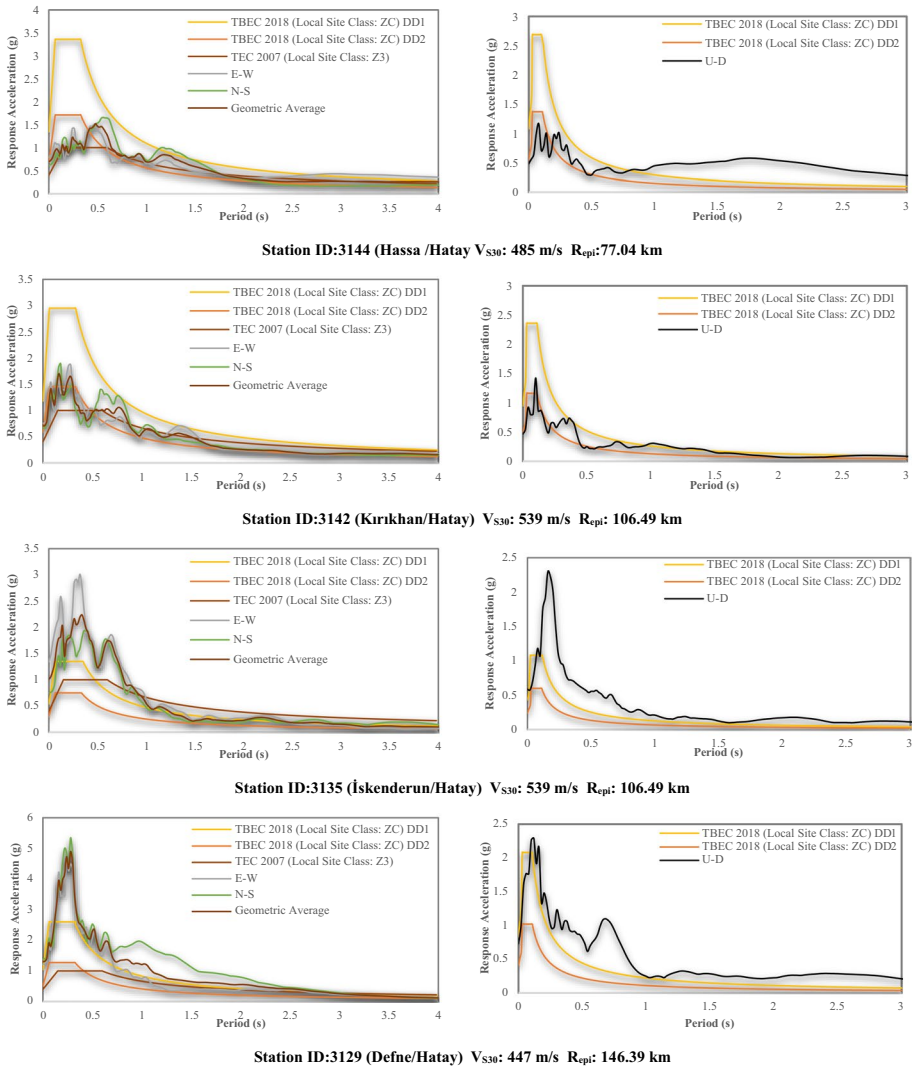 Response Acceleration (g)
4
3.5
3
2.5
2
1.5
1
0.5
0
TBEC 2018 (Local Site Class: ZC) DD1
TBEC 2018 (Local Site Class: ZC) DD2
TEC 2007 (Local Site Class: Z3)
E-W
N-S
Geometric Average
0 0.5 1 1.5 2 2.5 3 3.5 4
Period (s)
Response Acceleration (g)
3
2.5
2
1.5
1
0.5
0
TBEC 2018 (Local Site Class: ZC) DD1
TBEC 2018 (Local Site Class: ZC) DD2
U-D
0 0.5 1 1.5 2 2.5 3
Period (s)
Station ID:3144 (Hassa /Hatay V_S30: 485 m/s R_epi:77.04 km
Response Acceleration (g)
3.5
3
2.5
2
1.5
1
0.5
0
TBEC 2018 (Local Site Class: ZC) DD1
TBEC 2018 (Local Site Class: ZC) DD2
TEC 2007 (Local Site Class: Z3)
E-W
N-S
Geometric Average
0 0.5 1 1.5 2 2.5 3 3.5 4
Period (s)
Response Acceleration (g)
3
2.5
2
1.5
1
0.5
0
TBEC 2018 (Local Site Class: ZC) DD1
TBEC 2018 (Local Site Class: ZC) DD2
U-D
0 0.5 1 1.5 2 2.5 3
Period (s)
Station ID:3142 (Kırıkhan/Hatay) V_S30: 539 m/s R_epi: 106.49 km
Response Acceleration (g)
3.5
3
2.5
2
1.5
1
0.5
0
TBEC 2018 (Local Site Class: ZC) DD1
TBEC 2018 (Local Site Class: ZC) DD2
TEC 2007 (Local Site Class: Z3)
E-W
N-S
Geometric Average
0 0.5 1 1.5 2 2.5 3 3.5 4
Period (s)
Response Acceleration (g)
2.5
2
1.5
1
0.5
0
TBEC 2018 (Local Site Class: ZC) DD1
TBEC 2018 (Local Site Class: ZC) DD2
U-D
0 0.5 1 1.5 2 2.5 3
Period (s)
Station ID:3135 (İskenderun/Hatay) V_S30: 539 m/s R_epi: 106.49 km
Response Acceleration (g)
6
5
4
3
2
1
0
TBEC 2018 (Local Site Class: ZC) DD1
TBEC 2018 (Local Site Class: ZC) DD2
TEC 2007 (Local Site Class: Z3)
E-W
N-S
Geometric Average
0 0.5 1 1.5 2 2.5 3 3.5 4
Period (s)
Response Acceleration (g)
2.5
2
1.5
1
0.5
0
TBEC 2018 (Local Site Class: ZC) DD1
TBEC 2018 (Local Site Class: ZC) DD2
U-D
0 0.5 1 1.5 2 2.5 3
Period (s)
Station ID:3129 (Defne/Hatay) V_S30: 447 m/s R_epi: 146.39 km